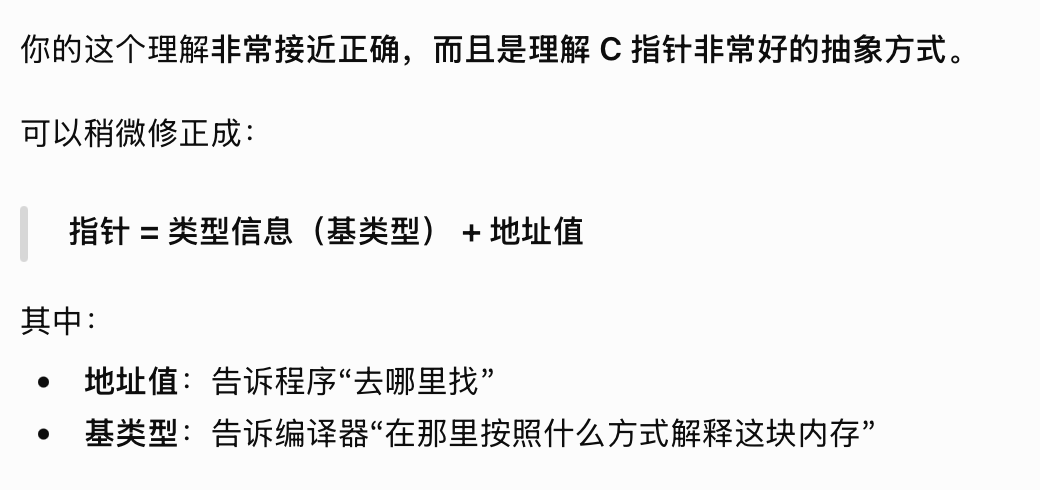 你的这个理解非常接近正确，而且是理解 C 指针非常好的抽象方式。
可以稍微修正成：
指针 = 类型信息（基类型） + 地址值
其中：
• 地址值：告诉程序“去哪里找”
• 基类型：告诉编译器“在那里按照什么方式解释这块内存”